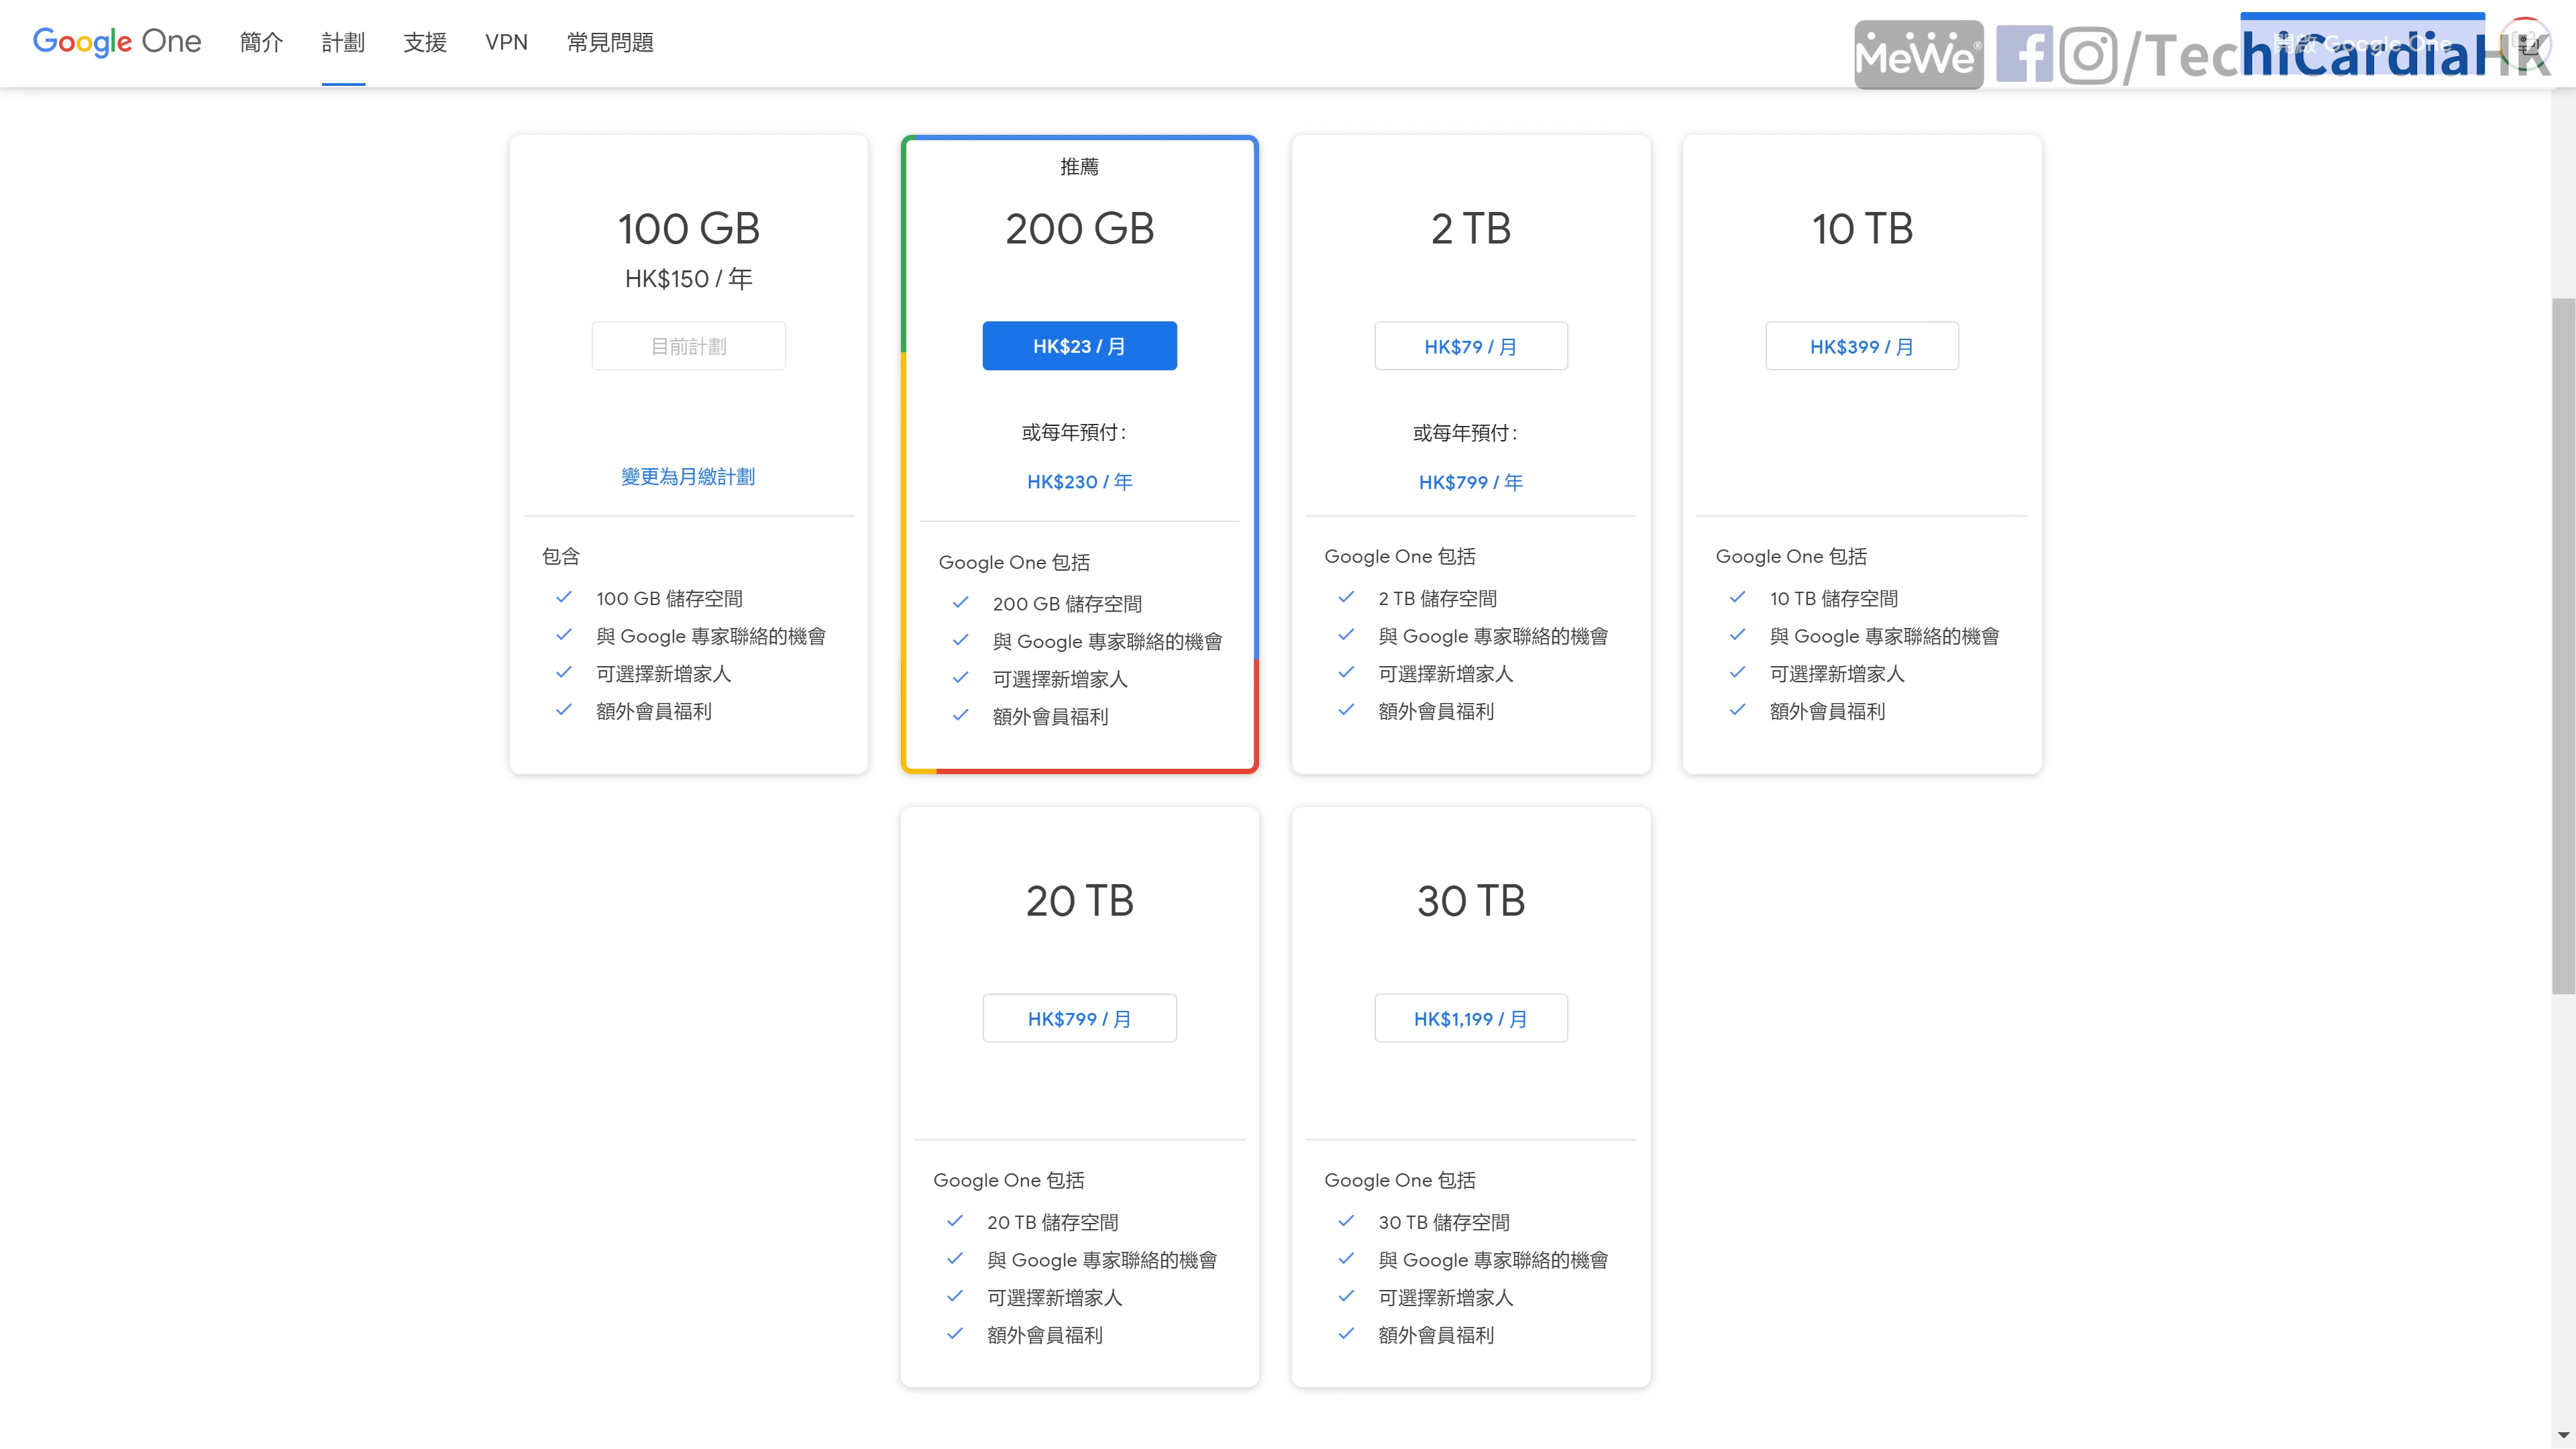 Google One
簡介
計劃
支援
VPN
常見問題
開啟 Google One
MeWe®
/TechiCardiaHK
100 GB
HK$150 / 年
目前計劃
變更為月繳計劃
包含
100 GB 儲存空間
與 Google 專家聯絡的機會
可選擇新增家人
額外會員福利
推薦
200 GB
HK$23 / 月
或每年預付：
HK$230 / 年
Google One 包括
200 GB 儲存空間
與 Google 專家聯絡的機會
可選擇新增家人
額外會員福利
2 TB
HK$79 / 月
或每年預付：
HK$799 / 年
Google One 包括
2 TB 儲存空間
與 Google 專家聯絡的機會
可選擇新增家人
額外會員福利
10 TB
HK$399 / 月
Google One 包括
10 TB 儲存空間
與 Google 專家聯絡的機會
可選擇新增家人
額外會員福利
20 TB
HK$799 / 月
Google One 包括
20 TB 儲存空間
與 Google 專家聯絡的機會
可選擇新增家人
額外會員福利
30 TB
HK$1,199 / 月
Google One 包括
30 TB 儲存空間
與 Google 專家聯絡的機會
可選擇新增家人
額外會員福利